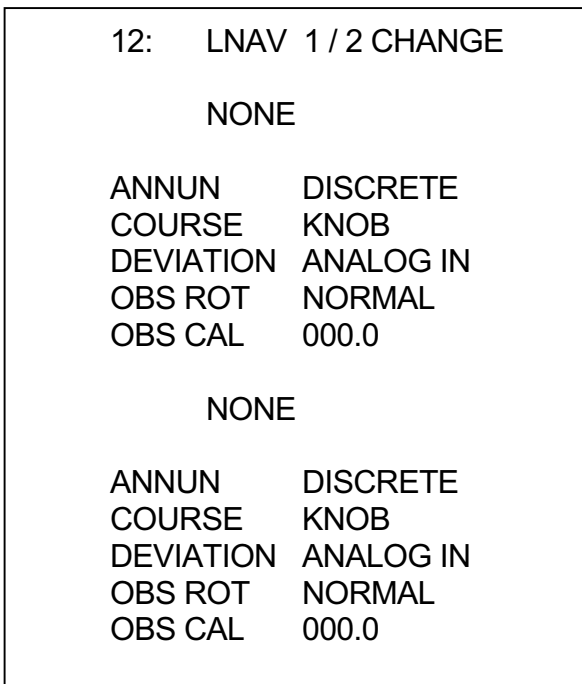 12: LNAV 1 / 2 CHANGE
NONE
ANNUN DISCRETE
COURSE KNOB
DEVIATION ANALOG IN
OBS ROT NORMAL
OBS CAL 000.0
NONE
ANNUN DISCRETE
COURSE KNOB
DEVIATION ANALOG IN
OBS ROT NORMAL
OBS CAL 000.0